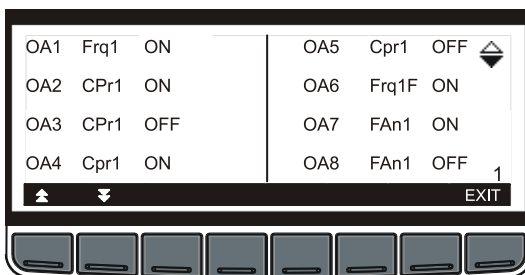 OA1 Frq1 ON
OA2 CPr1 ON
OA3 CPr1 OFF
OA4 Cpr1 ON
OA5 Cpr1 OFF
OA6 Frq1F ON
OA7 FAn1 ON
OA8 FAn1 OFF
1
EXIT